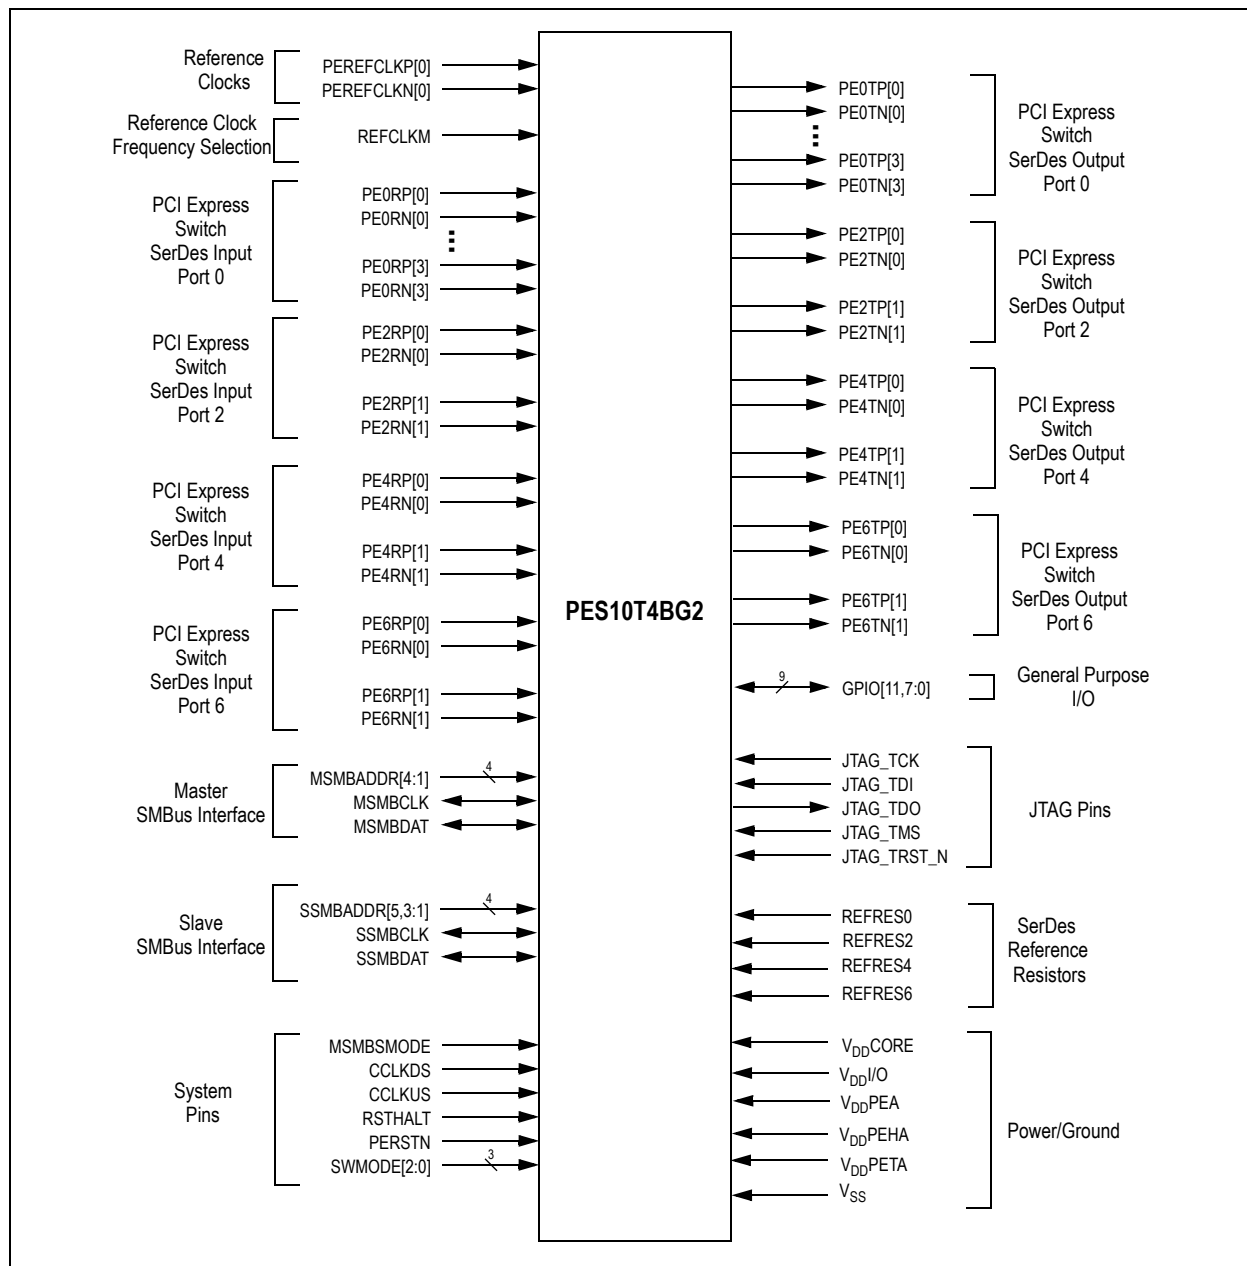 Reference
Clocks
PEREFCLKP[0]
PEREFCLKN[0]
Reference Clock
Frequency Selection
REFCLKM
PCI Express
Switch
SerDes Input
Port 0
PE0RP[0]
PE0RN[0]
PE0RP[3]
PE0RN[3]
PCI Express
Switch
SerDes Input
Port 2
PE2RP[0]
PE2RN[0]
PE2RP[1]
PE2RN[1]
PCI Express
Switch
SerDes Input
Port 4
PE4RP[0]
PE4RN[0]
PE4RP[1]
PE4RN[1]
PCI Express
Switch
SerDes Input
Port 6
PE6RP[0]
PE6RN[0]
PE6RP[1]
PE6RN[1]
Master
SMBus Interface
MSMBADDR[4:1]
4
MSMBCLK
MSMBDAT
Slave
SMBus Interface
SSMBADDR[5,3:1]
4
SSMBCLK
SSMBDAT
System
Pins
MSMBSMODE
CCLKDS
CCLKUS
RSTHALT
PERSTN
SWMODE[2:0]
3
PES10T4BG2
PE0TP[0]
PE0TN[0]
PE0TP[3]
PE0TN[3]
PCI Express
Switch
SerDes Output
Port 0
PE2TP[0]
PE2TN[0]
PE2TP[1]
PE2TN[1]
PCI Express
Switch
SerDes Output
Port 2
PE4TP[0]
PE4TN[0]
PE4TP[1]
PE4TN[1]
PCI Express
Switch
SerDes Output
Port 4
PE6TP[0]
PE6TN[0]
PE6TP[1]
PE6TN[1]
PCI Express
Switch
SerDes Output
Port 6
9
GPIO[11,7:0]
General Purpose
I/O
JTAG_TCK
JTAG_TDI
JTAG_TDO
JTAG_TMS
JTAG_TRST_N
JTAG Pins
REFRES0
REFRES2
REFRES4
REFRES6
SerDes
Reference
Resistors
VDDCORE
VDDI/O
VDDPEA
VDDPEHA
VDDPETA
VSS
Power/Ground